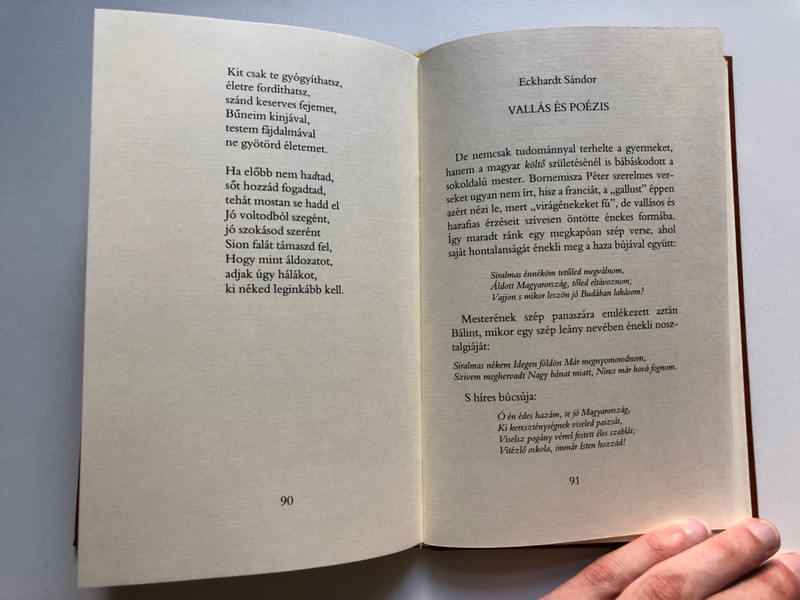 Kit csak te gyógyíthatsz,
életre fordíthatsz,
szánd keserves fejemet,
Bűneim kinjával,
testem fájdalmával
ne gyötörd életemet.
Ha előbb nem hadtad,
sőt hozzád fogadtad,
tehát mostan se hadd el
Jó voltodból szegént,
jó szokásod szerént
Sion falát támaszd fel,
Hogy mint áldozatot,
adjak úgy hálákot,
ki néked leginkább kell.
90
Eckhardt Sándor
VALLÁS ÉS POÉZIS
De nemcsak tudománnyal terhelte a gyermeket,
hanem a magyar költő születésénél is bábáskodott a
sokoldalú mester. Bornemisza Péter szerelmes ver-
seket ugyan nem írt, hisz a franciát, a „gallust” éppen
azért nézi le, mert „virágénekeket fú”, de vallásos és
hazafias érzéseit szívesen öntötte énekes formába.
Így maradt ránk egy megkapóan szép verse, ahol
saját hontalanságát énekli meg a haza bújával együtt:
Siralmas énnéköm tetűled megválnom,
Áldott Magyarország, tőled eltávoznom;
Vajjon s mikor leszön jó Budában lakásom?
Mesterének szép panaszára emlékezett aztán
Bálint, mikor egy szép leány nevében énekli nosz-
talgiáját:
Siralmas nékem Idegen földön Már megnyomorodnom,
Szivem meghervadt Nagy bánat miatt, Nincs már hová fognom.
S híres búcsúja:
Ó én édes hazám, te jó Magyarország,
Ki kereszténységnek viseled paizsát,
Viselsz pogány vérrel festett éles szablát,
Vitézlő oskola, immár Isten hozzád!
91